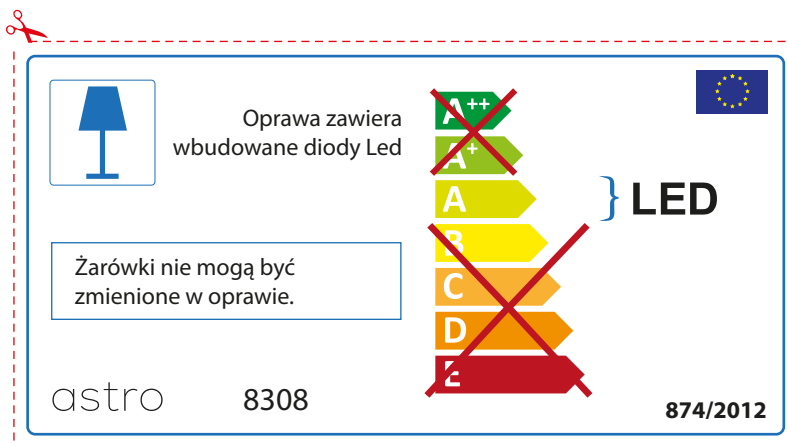 Oprawa zawiera
wbudowane diody Led
Żarówki nie mogą być
zmienione w oprawie.
astro 8308
A++
A+
A
B
C
D
E
LED
874/2012